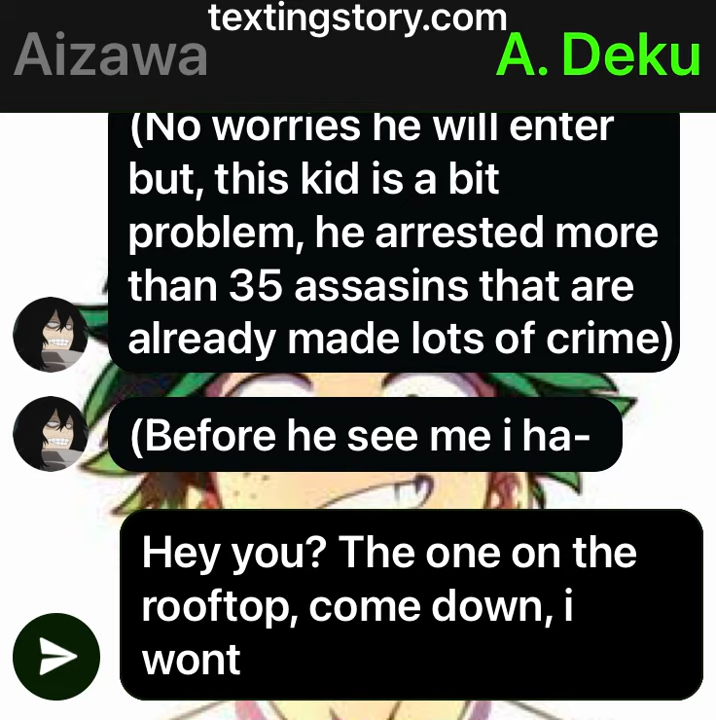 textingstory.com
Aizawa
A. Deku
(No worries he will enter
but, this kid is a bit
problem, he arrested more
than 35 assasins that are
already made lots of crime)
(Before he see me i ha-
Hey you? The one on the
rooftop, come down, i
wont